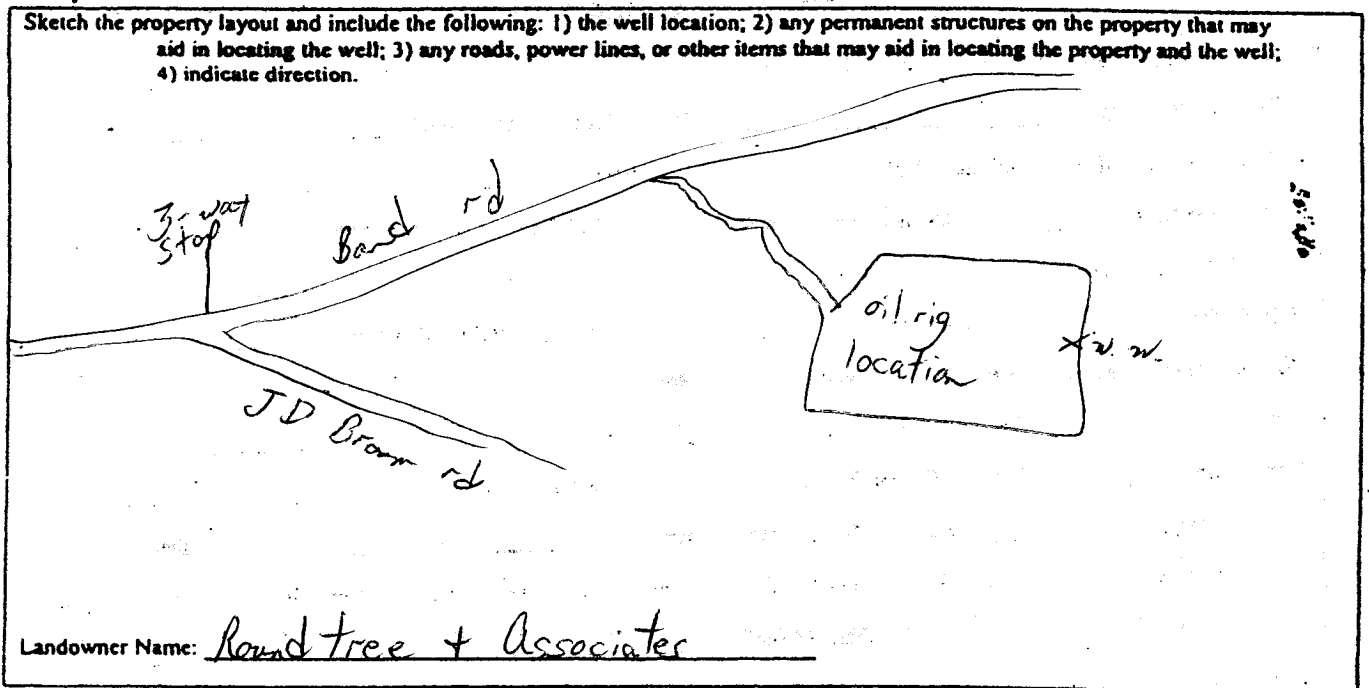 Sketch the property layout and include the following: 1) the well location; 2) any permanent structures on the property that may
aid in locating the well; 3) any roads, power lines, or other items that may aid in locating the property and the well;
4) indicate direction.
3-way
stop
Band rd
oil rig
location
X w. w.
JD Brown rd
Landowner Name: Roundtree + Associates